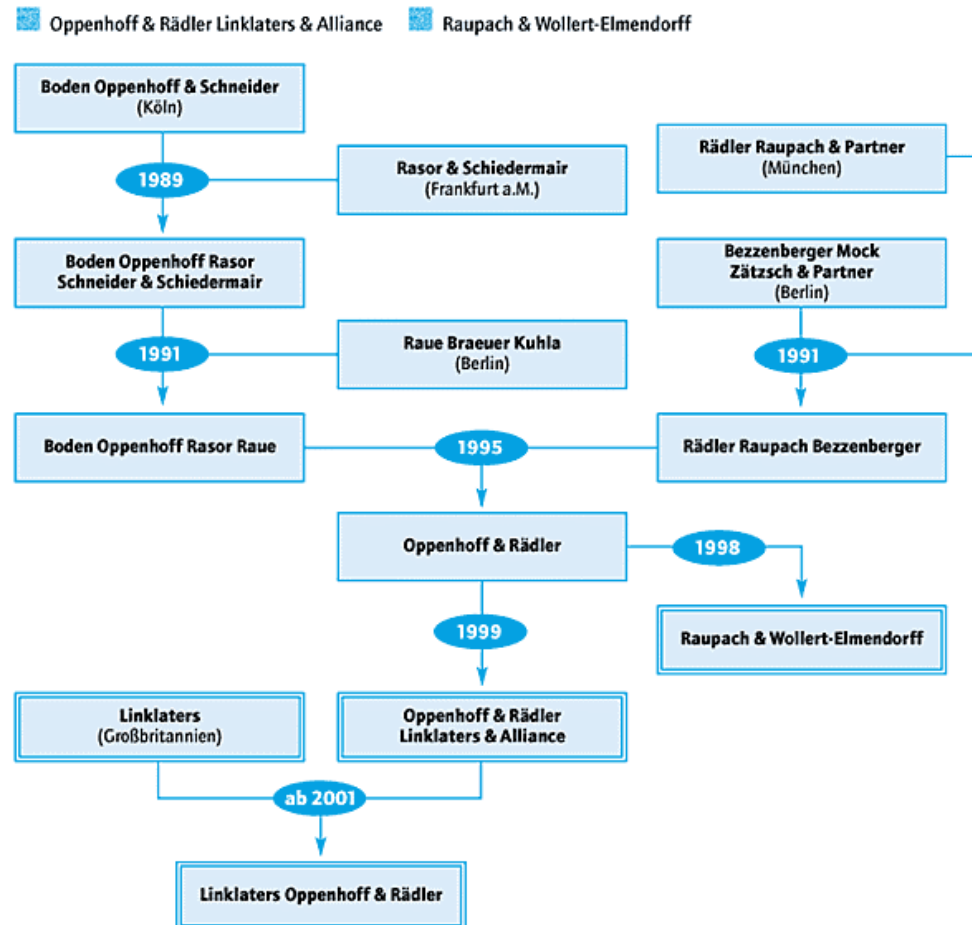 Oppenhoff & Rädler Linklaters & Alliance
Raupach & Wollert-Elmendorff
Boden Oppenhoff & Schneider
(Köln)
1989
Rasor & Schiedermair
(Frankfurt a.M.)
Rädler Raupach & Partner
(München)
Boden Oppenhoff Rasor
Schneider & Schiedermair
Bezzenberger Mock
Zätzsch & Partner
(Berlin)
1991
Raue Braeuer Kuhla
(Berlin)
1991
Boden Oppenhoff Rasor Raue
1995
Rädler Raupach Bezzenberger
Oppenhoff & Rädler
1998
1999
Raupach & Wollert-Elmendorff
Linklaters
(Großbritannien)
Oppenhoff & Rädler
Linklaters & Alliance
ab 2001
Linklaters Oppenhoff & Rädler